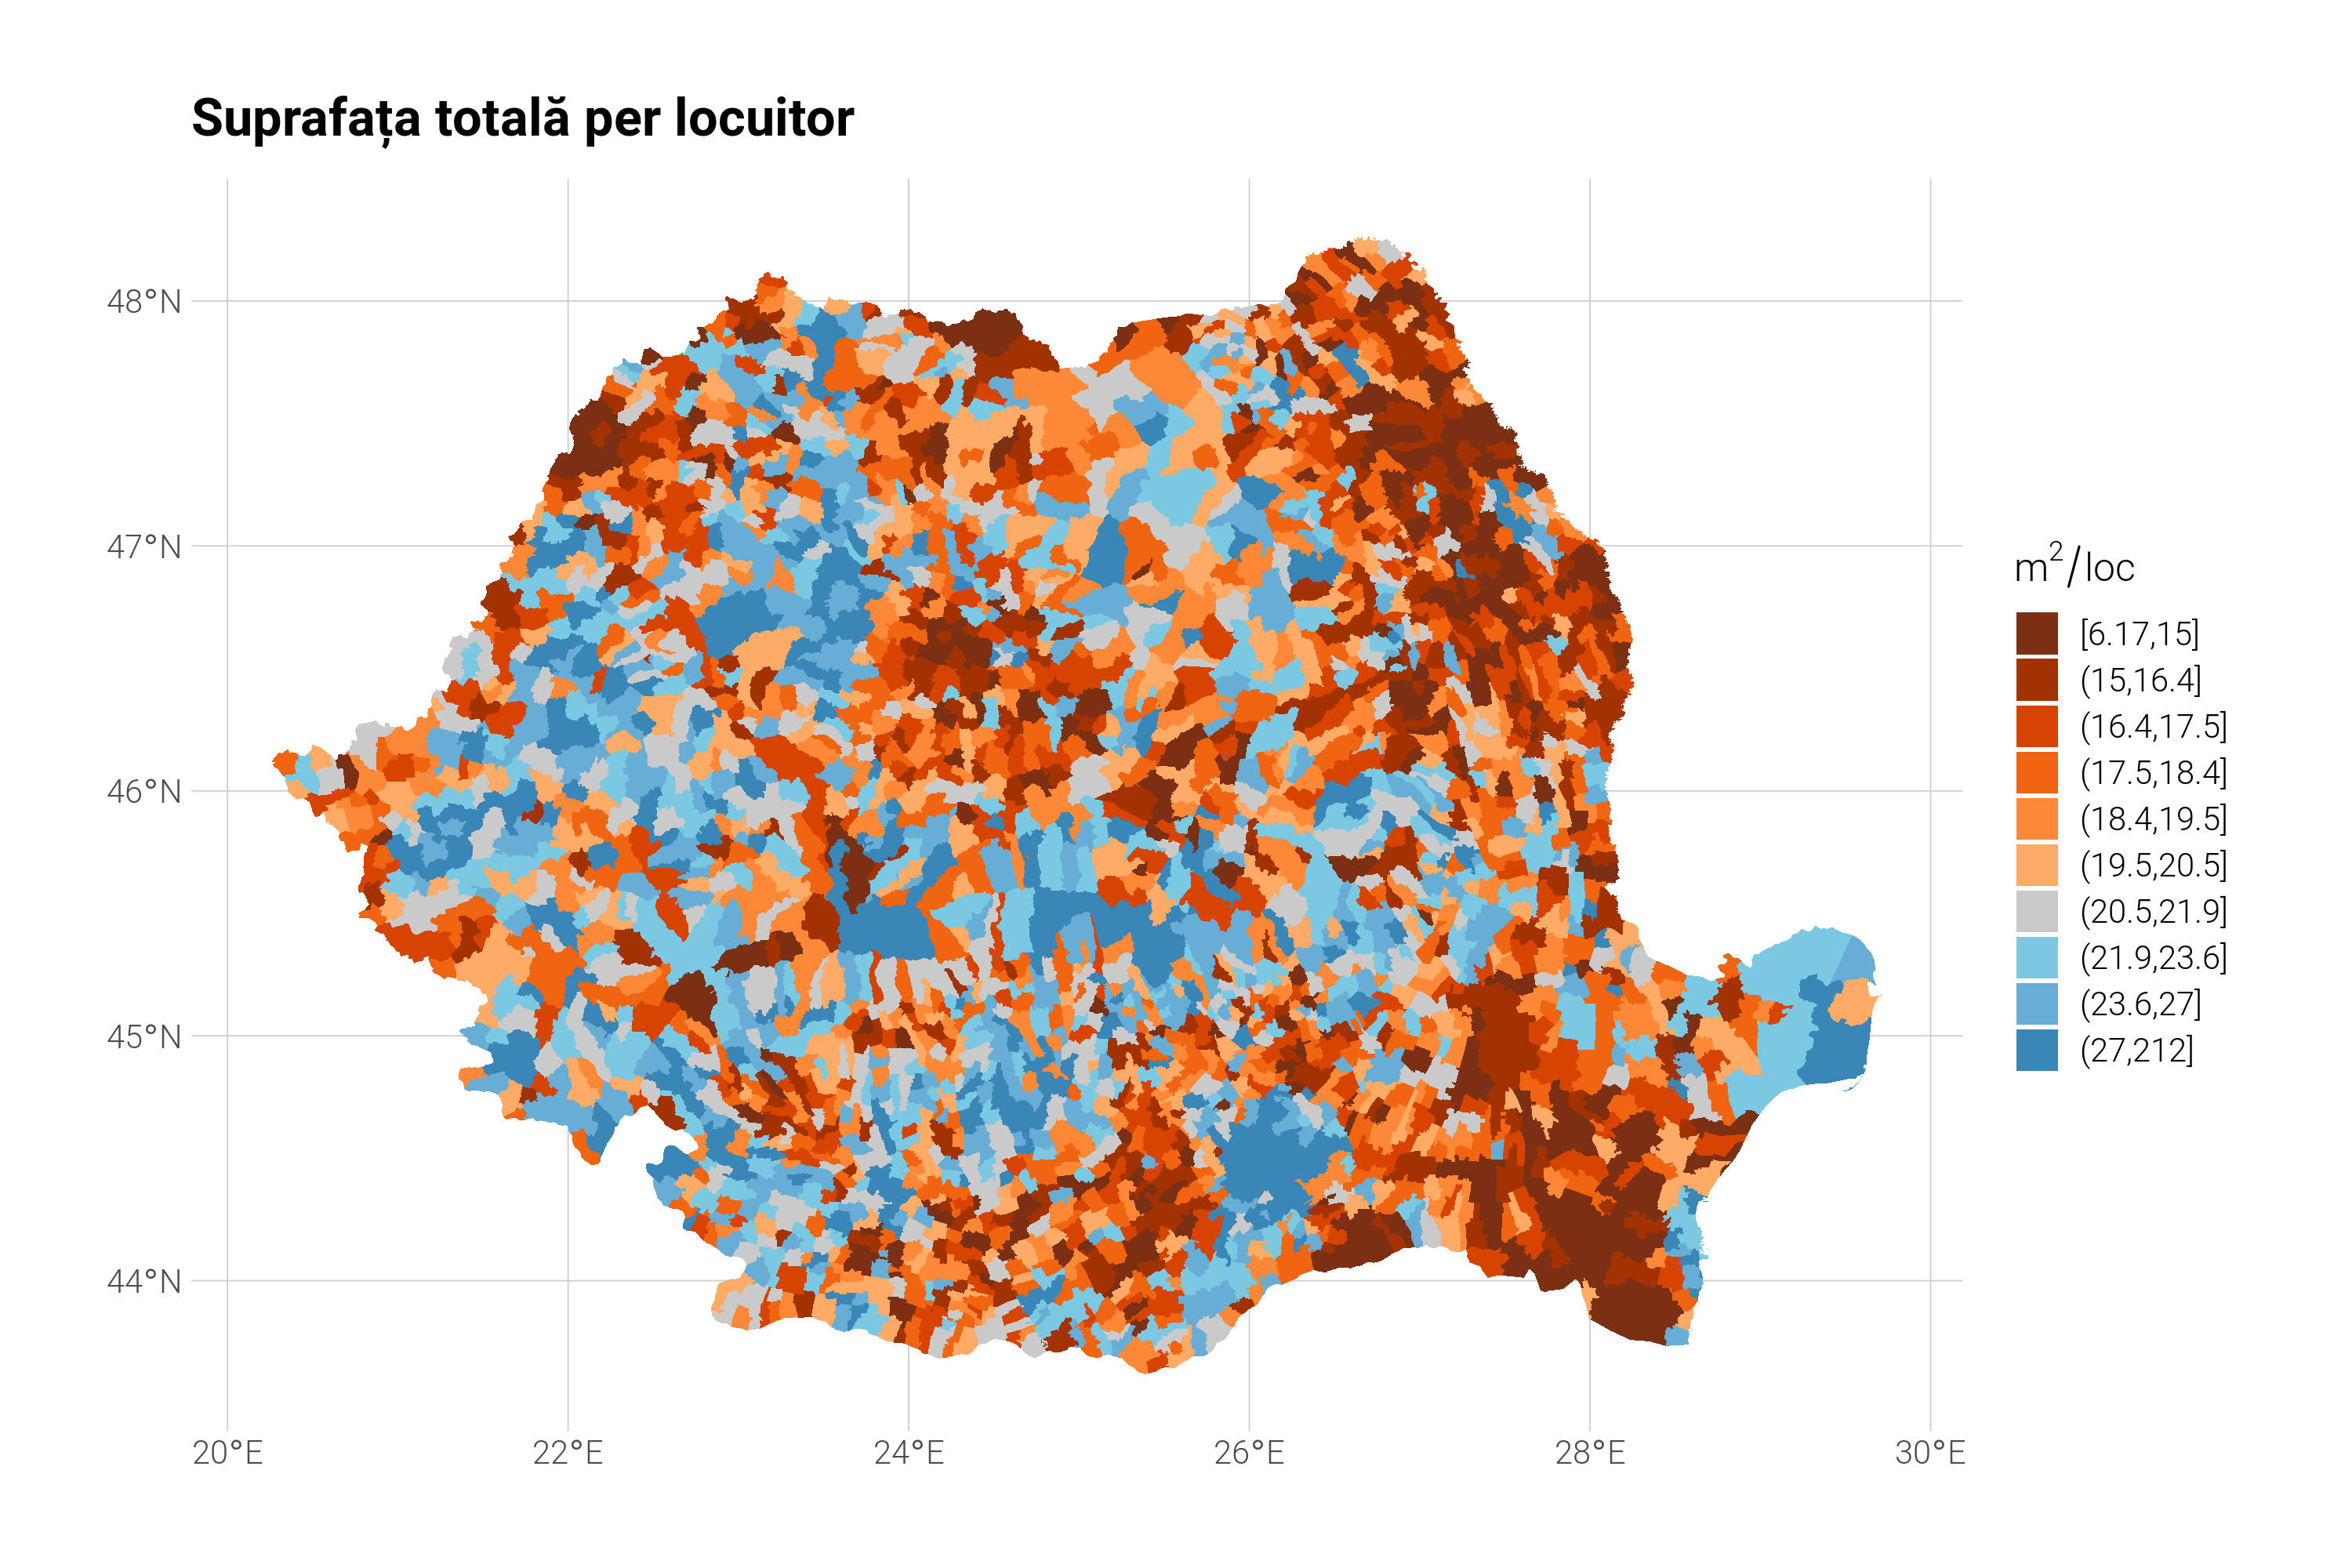 Suprafața totală per locuitor
48°N
47°N
46°N
45°N
44°N
20°E
22°E
24°E
26°E
28°E
30°E
m²/loc
[6.17,15]
(15,16.4]
(16.4,17.5]
(17.5,18.4]
(18.4,19.5]
(19.5,20.5]
(20.5,21.9]
(21.9,23.6]
(23.6,27]
(27,212]